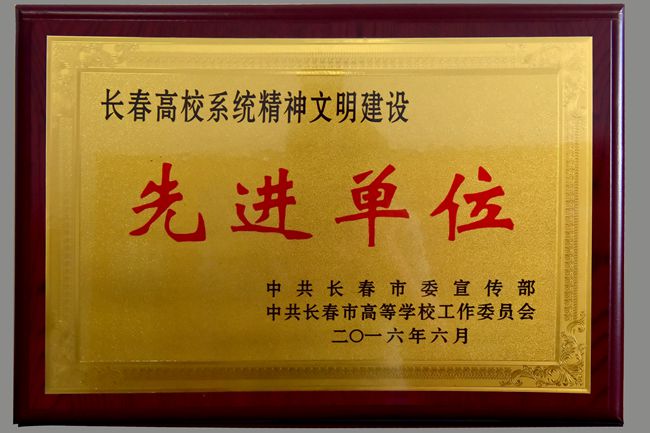 长春高校系统精神文明建设
先进单位
中共长春市委宣传部
中共长春市高等学校工作委员会
二〇一六年六月